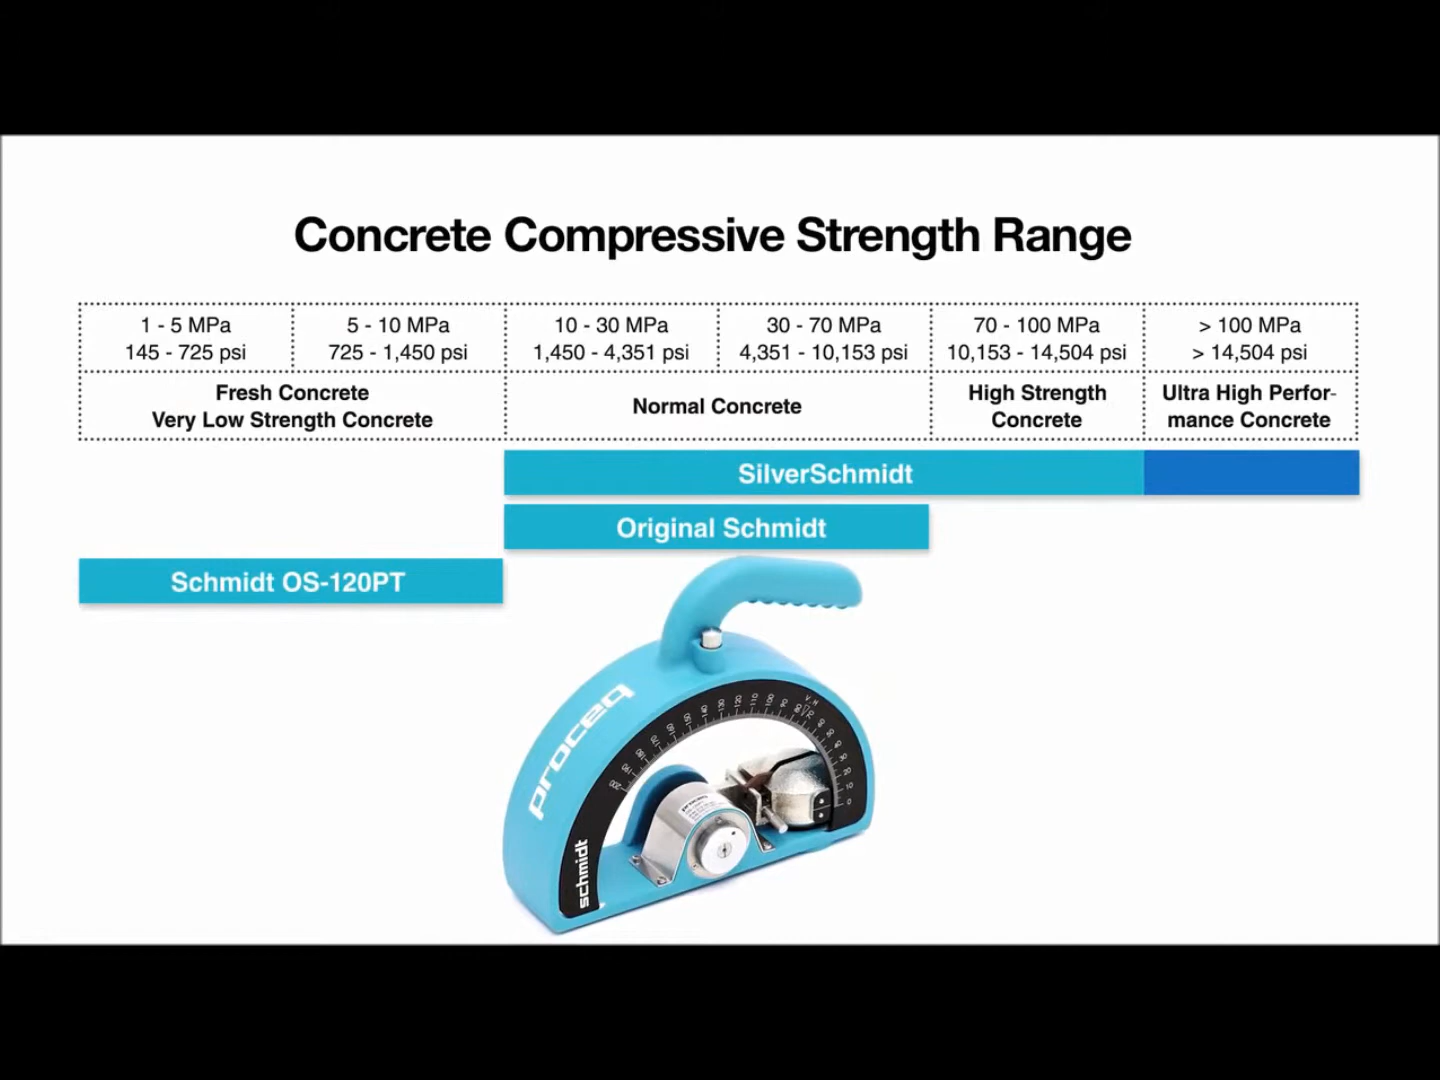 Concrete Compressive Strength Range
1 - 5 MPa
145 - 725 psi
5 - 10 MPa
725 - 1,450 psi
10 - 30 MPa
1,450 - 4,351 psi
30 - 70 MPa
4,351 - 10,153 psi
70 - 100 MPa
10,153 - 14,504 psi
> 100 MPa
> 14,504 psi
Fresh Concrete
Very Low Strength Concrete
Normal Concrete
High Strength
Concrete
Ultra High Perfor-
mance Concrete
SilverSchmidt
Original Schmidt
Schmidt OS-120PT
proceq
schmidt